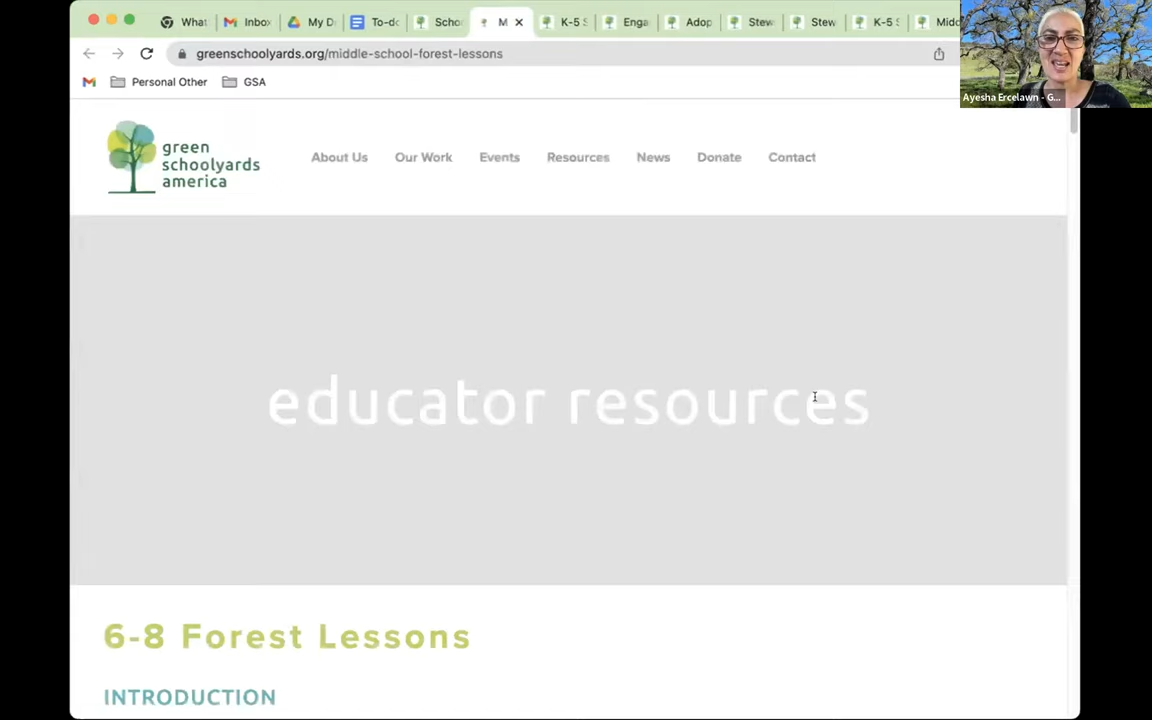 What Inbox My D To-do Scho M K-5 S Enga Adop Stew Stew K-5 S Midd
greenschoolyards.org/middle-school-forest-lessons
Personal Other GSA
Ayesha Ercelawn - G...
green
schoolyards
america
About Us Our Work Events Resources News Donate Contact
educator resources
6-8 Forest Lessons
INTRODUCTION